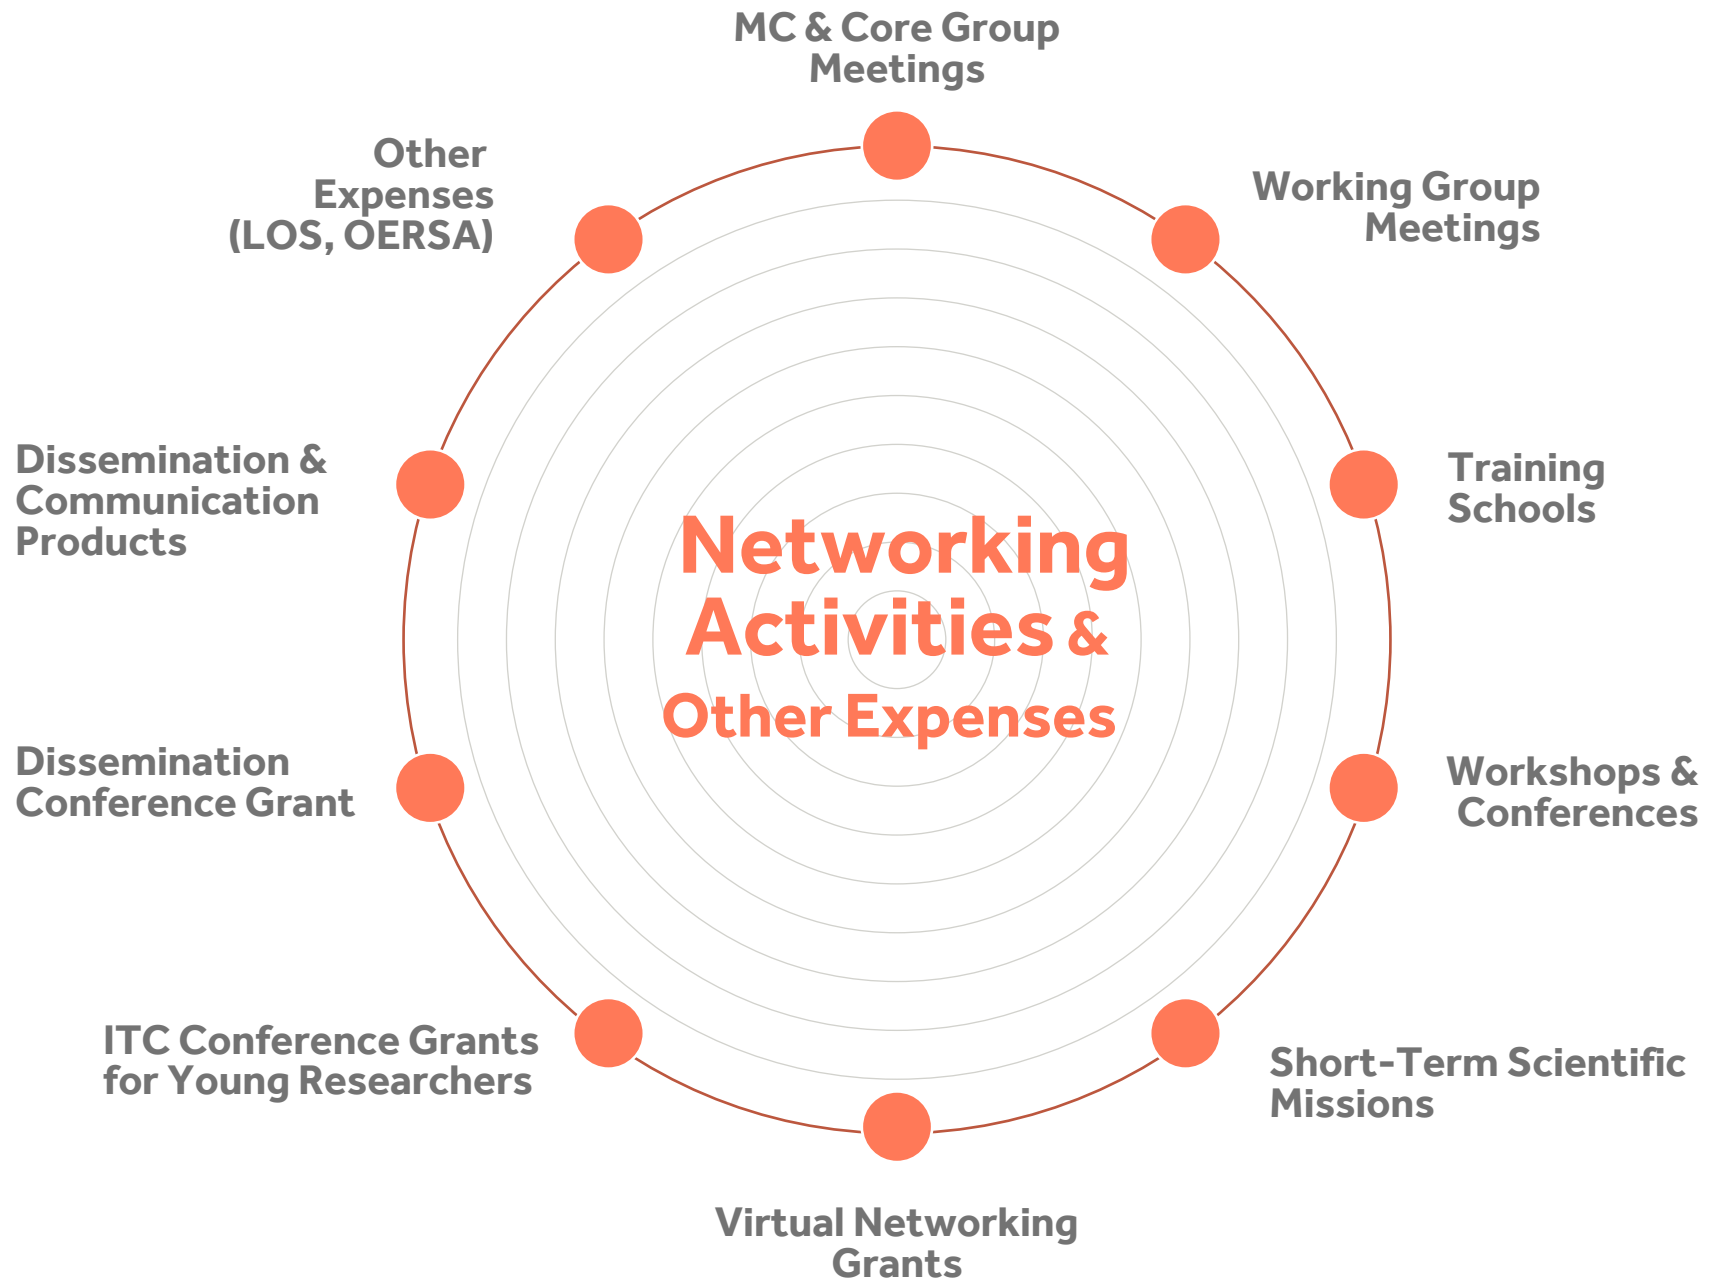 MC & Core Group
Meetings
Other
Expenses
(LOS, OERSA)
Working Group
Meetings
Dissemination &
Communication
Products
Training
Schools
Networking
Activities &
Other Expenses
Dissemination
Conference Grant
Workshops &
Conferences
ITC Conference Grants
for Young Researchers
Short-Term Scientific
Missions
Virtual Networking
Grants